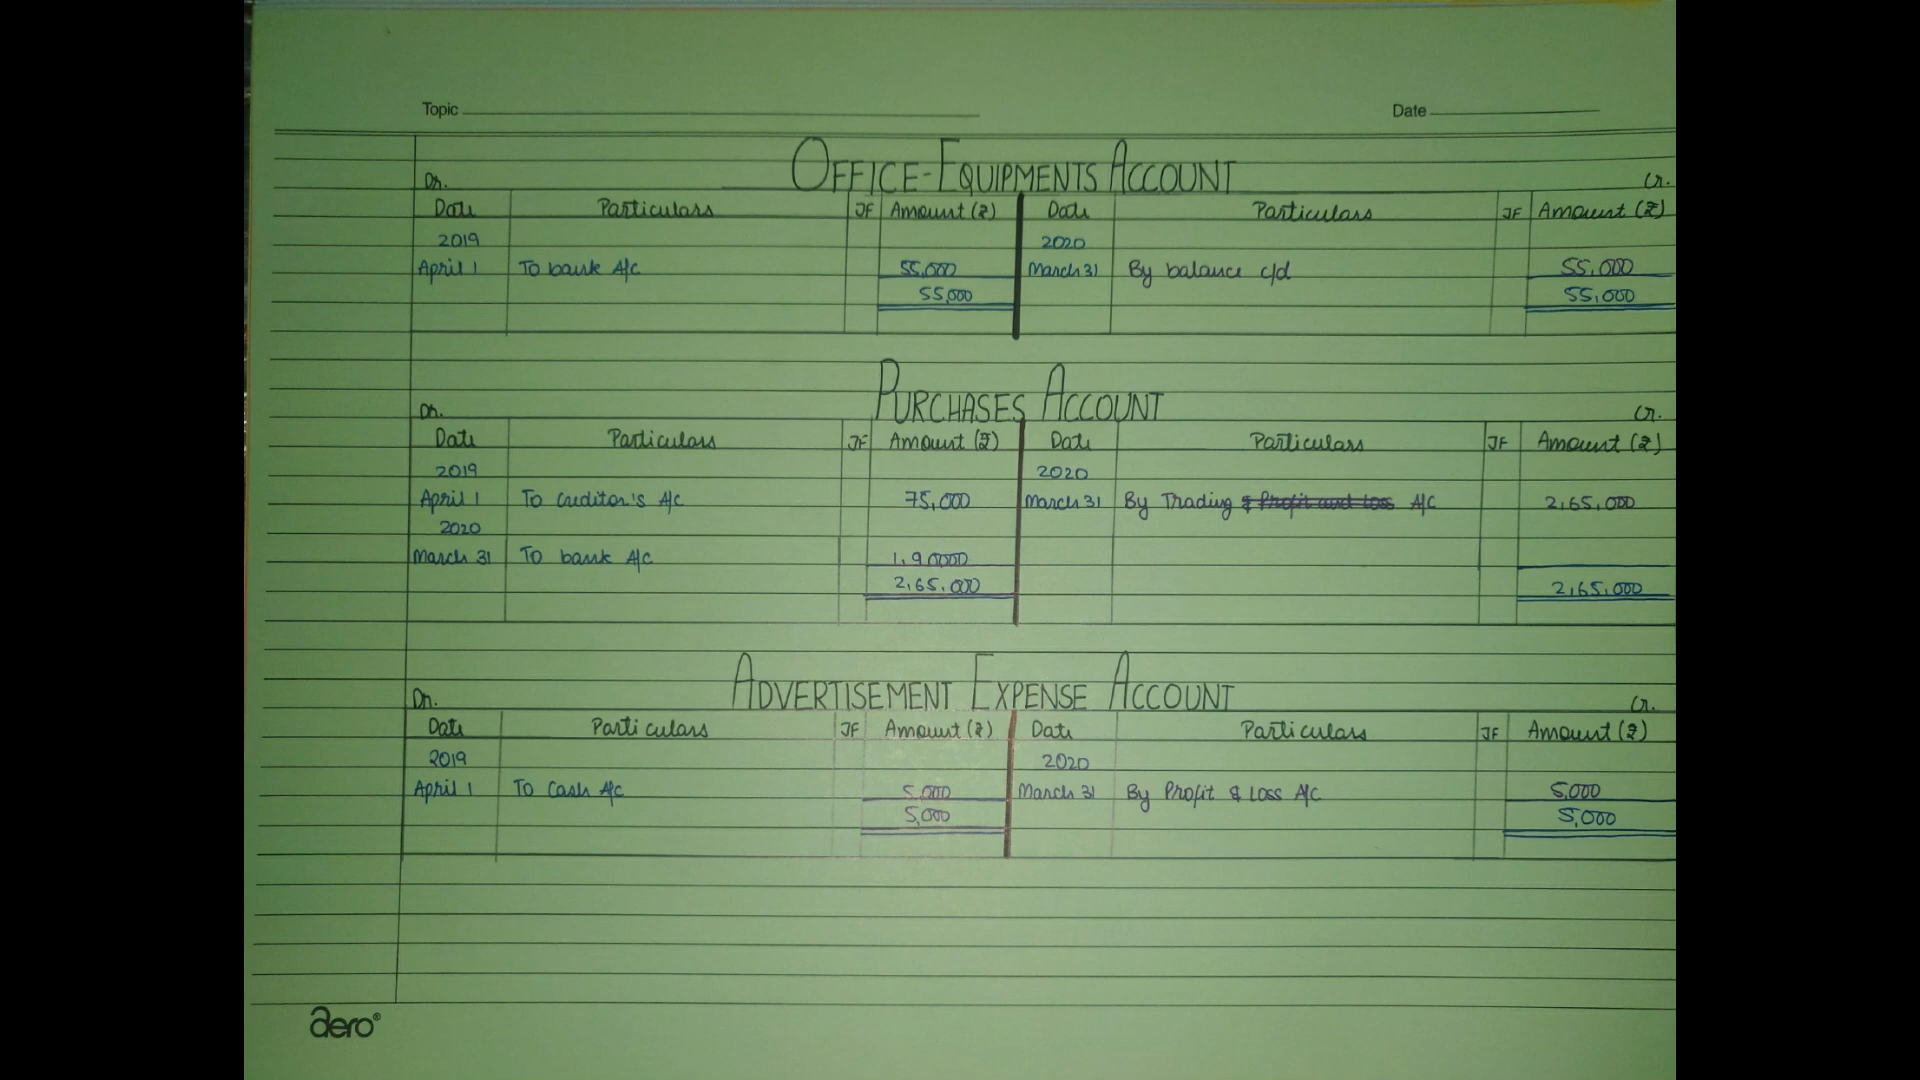 Topic Date
OFFICE-EQUIPMENTS ACCOUNT
Dr. Cr.
Date Particulars JF Amount (₹) Date Particulars JF Amount (₹)
2019 2020
April 1 To bank A/c 55,000 March 31 By balance c/d 55,000
55,000 55,000
PURCHASES ACCOUNT
Dr. Cr.
Date Particulars JF Amount (₹) Date Particulars JF Amount (₹)
2019 2020
April 1 To creditor's A/c 75,000 March 31 By Trading & Profit and Loss A/c 2,65,000
2020
March 31 To bank A/c 1,90000
2,65,000 2,65,000
ADVERTISEMENT EXPENSE ACCOUNT
Dr. Cr.
Date Particulars JF Amount (₹) Date Particulars JF Amount (₹)
2019 2020
April 1 To Cash A/c 5,000 March 31 By Profit & Loss A/c 5,000
5,000 5,000
aero®